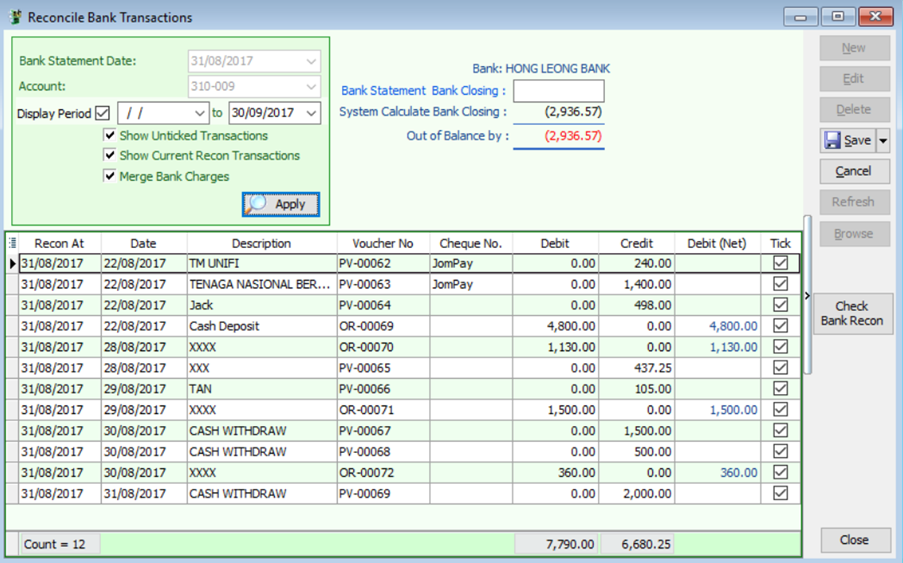 Reconcile Bank Transactions
Bank Statement Date: 31/08/2017
Account: 310-009
Display Period / / to 30/09/2017
Show Unticked Transactions
Show Current Recon Transactions
Merge Bank Charges
Apply
Bank: HONG LEONG BANK
Bank Statement Bank Closing :
System Calculate Bank Closing : (2,936.57)
Out of Balance by : (2,936.57)
New
Edit
Delete
Save
Cancel
Refresh
Browse
Check
Bank Recon
Close
Recon At Date Description Voucher No Cheque No. Debit Credit Debit (Net) Tick
31/08/2017 22/08/2017 TM UNIFI PV-00062 JomPay 0.00 240.00
31/08/2017 22/08/2017 TENAGA NASIONAL BER... PV-00063 JomPay 0.00 1,400.00
31/08/2017 22/08/2017 Jack PV-00064 0.00 498.00
31/08/2017 22/08/2017 Cash Deposit OR-00069 4,800.00 0.00 4,800.00
31/08/2017 28/08/2017 XXXX OR-00070 1,130.00 0.00 1,130.00
31/08/2017 28/08/2017 XXX PV-00065 0.00 437.25
31/08/2017 29/08/2017 TAN PV-00066 0.00 105.00
31/08/2017 29/08/2017 XXXX OR-00071 1,500.00 0.00 1,500.00
31/08/2017 30/08/2017 CASH WITHDRAW PV-00067 0.00 1,500.00
31/08/2017 30/08/2017 CASH WITHDRAW PV-00068 0.00 500.00
31/08/2017 30/08/2017 XXXX OR-00072 360.00 0.00 360.00
31/08/2017 31/08/2017 CASH WITHDRAW PV-00069 0.00 2,000.00
Count = 12 7,790.00 6,680.25